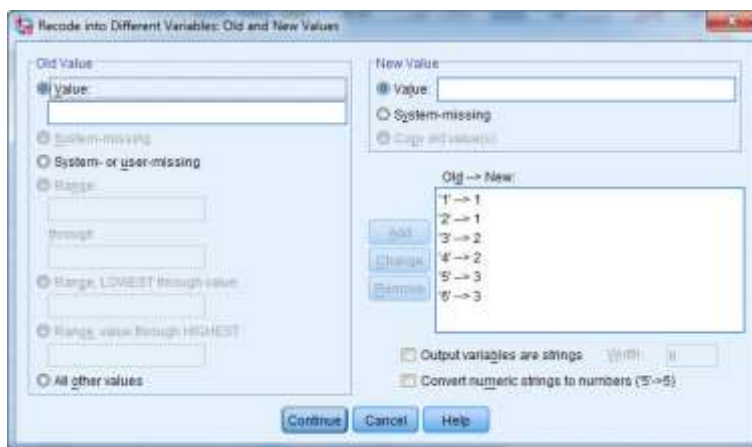 Recode into Different Variables: Old and New Values
Old Value
Value:
System-missing
System- or user-missing
Range:
through
Range, LOWEST through value:
Range, value through HIGHEST:
All other values
New Value
Value:
System-missing
Copy old value(s)
Old --> New:
'1' --> 1
'2' --> 1
'3' --> 2
'4' --> 2
'5' --> 3
'6' --> 3
Add
Change
Remove
Output variables are strings Width: 8
Convert numeric strings to numbers ('5'->5)
Continue Cancel Help